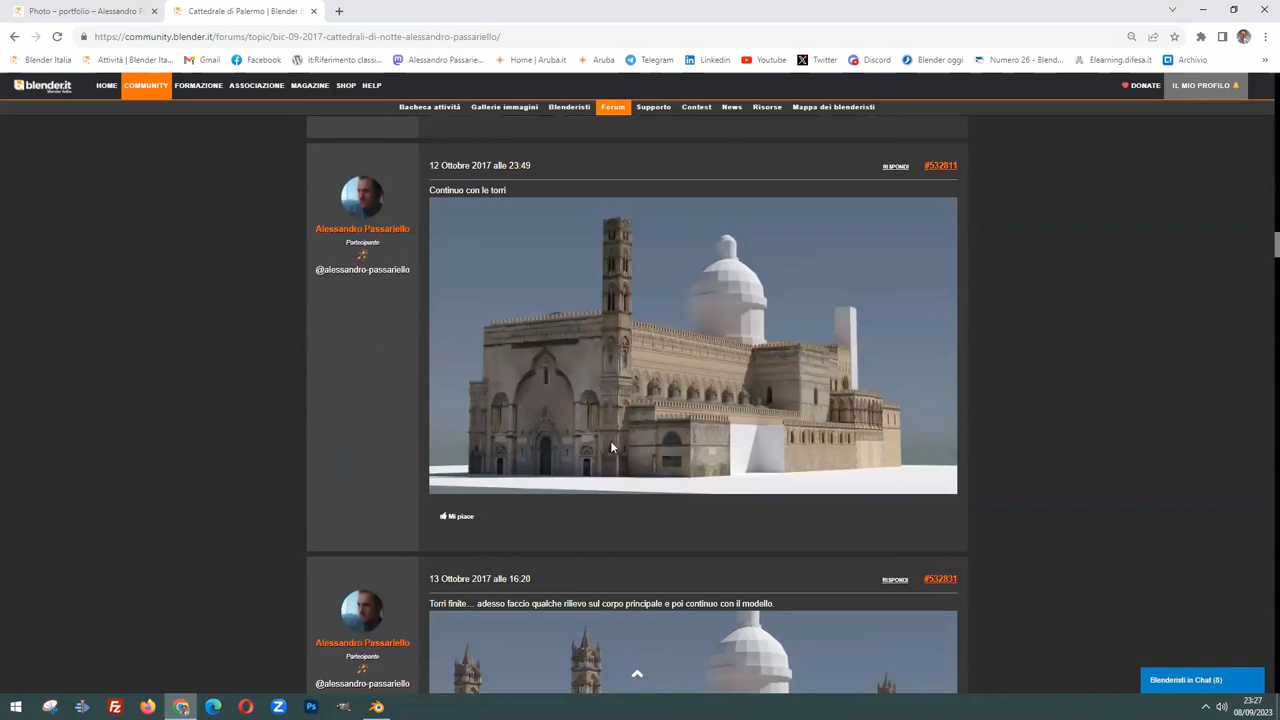 Photo – portfolio – Alessandro
Cattedrale di Palermo | Blender
https://community.blender.it/forums/topic/bic-09-2017-cattedrali-di-notte-alessandro-passariello/
Blender Italia
Attività | Blender Ita...
Gmail
Facebook
it:Riferimento classi...
Alessandro Passarie...
Home | Aruba.it
Aruba
Telegram
Linkedin
Youtube
Twitter
Discord
Blender oggi
Numero 26 - Blend...
Elearning.difesa.it
Archivio
blender.it
HOME COMMUNITY FORMAZIONE ASSOCIAZIONE MAGAZINE SHOP HELP
DONATE
IL MIO PROFILO
Bacheca attività Gallerie immagini Blenderisti Forum Supporto Contest News Risorse Mappa dei blenderisti
12 Ottobre 2017 alle 23:49
RISPONDI
#532811
Continuo con le torri
Alessandro Passariello
Partecipante
@alessandro-passariello
Mi piace
13 Ottobre 2017 alle 16:20
RISPONDI
#532831
Torri finite… adesso faccio qualche rilievo sul corpo principale e poi continuo con il modello.
Alessandro Passariello
Partecipante
@alessandro-passariello
Blenderisti in Chat (8)
23:27
08/09/2023